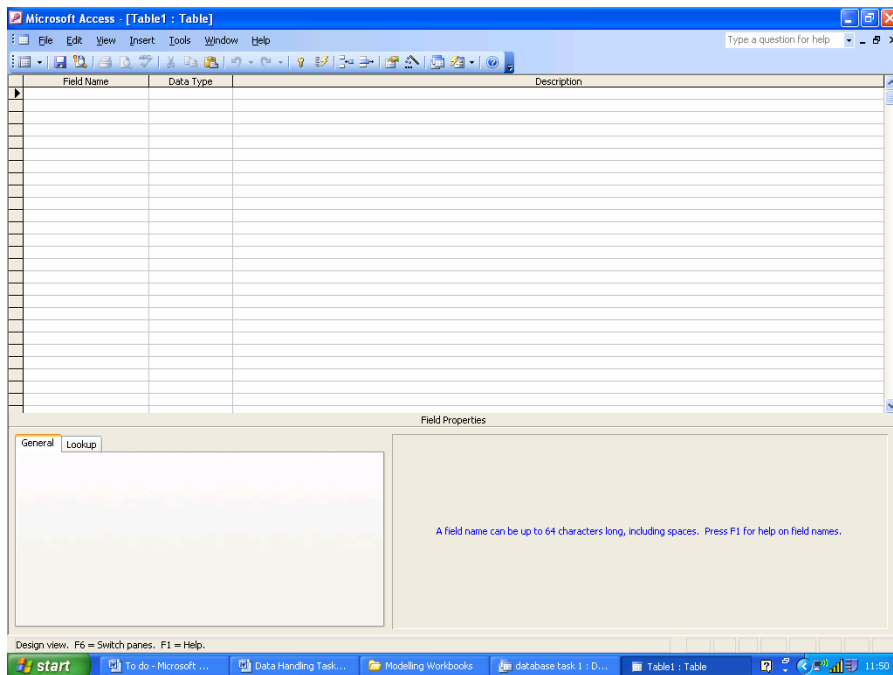 Microsoft Access - [Table1 : Table]
File Edit View Insert Tools Window Help Type a question for help
Field Name Data Type Description
Field Properties
General Lookup
A field name can be up to 64 characters long, including spaces. Press F1 for help on field names.
Design view. F6 = Switch panes. F1 = Help.
start To do - Microsoft ... Data Handling Task... Modelling Workbooks database task 1 : D... Table1 : Table 11:50